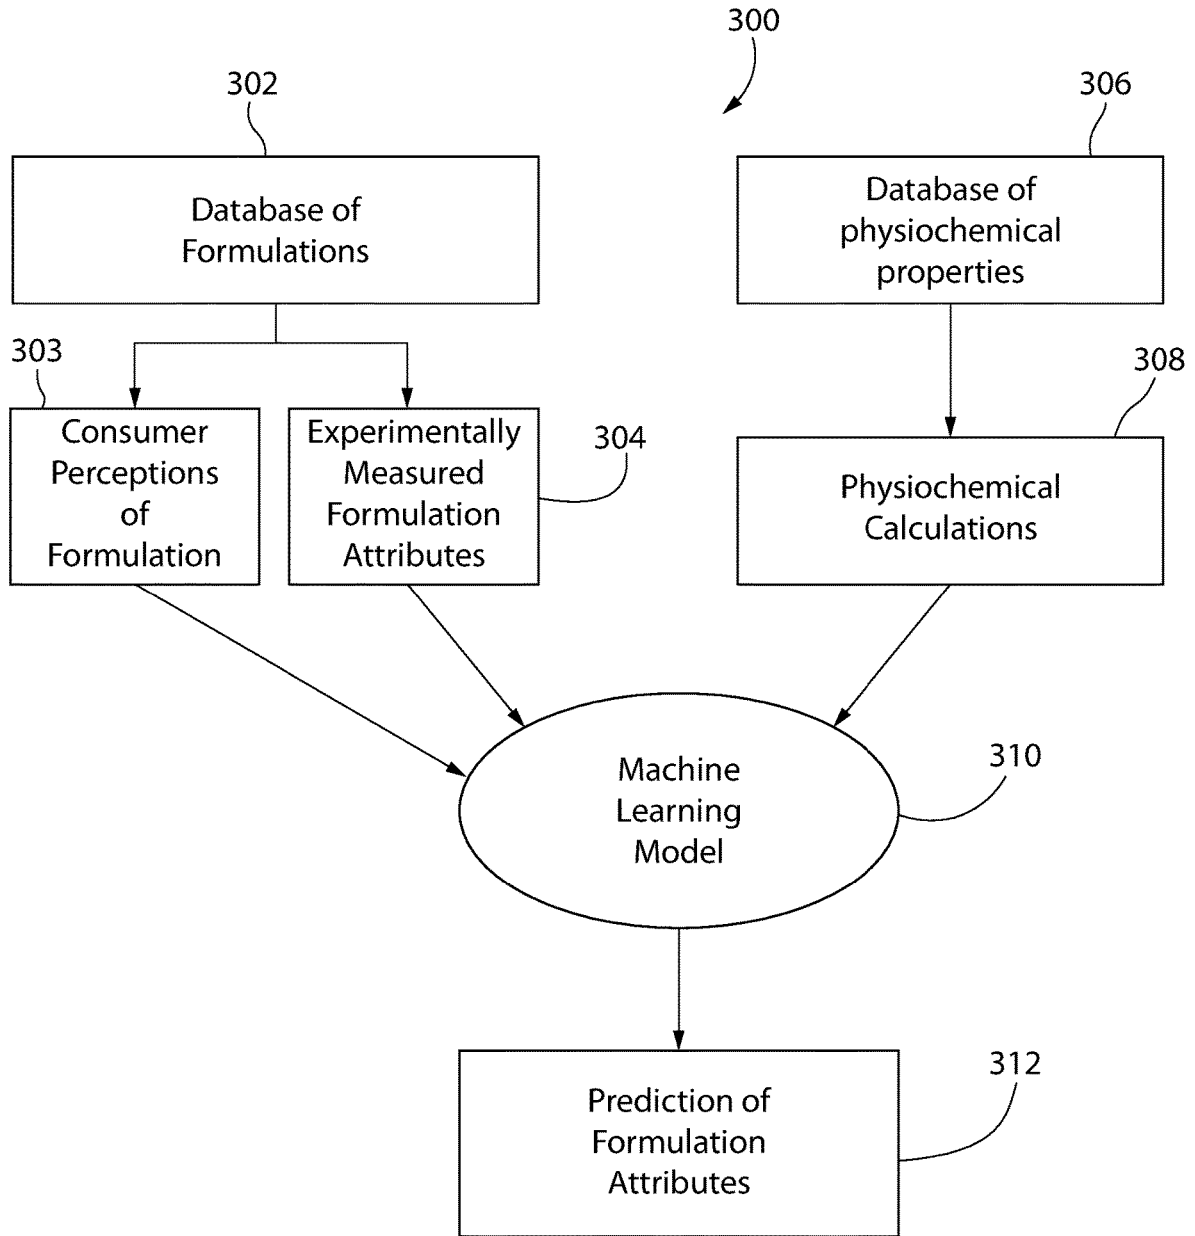 300
302
306
Database of
Formulations
Database of
physiochemical
properties
303
308
Consumer
Perceptions
of
Formulation
Experimentally
Measured
Formulation
Attributes
304
Physiochemical
Calculations
Machine
Learning
Model
310
Prediction of
Formulation
Attributes
312